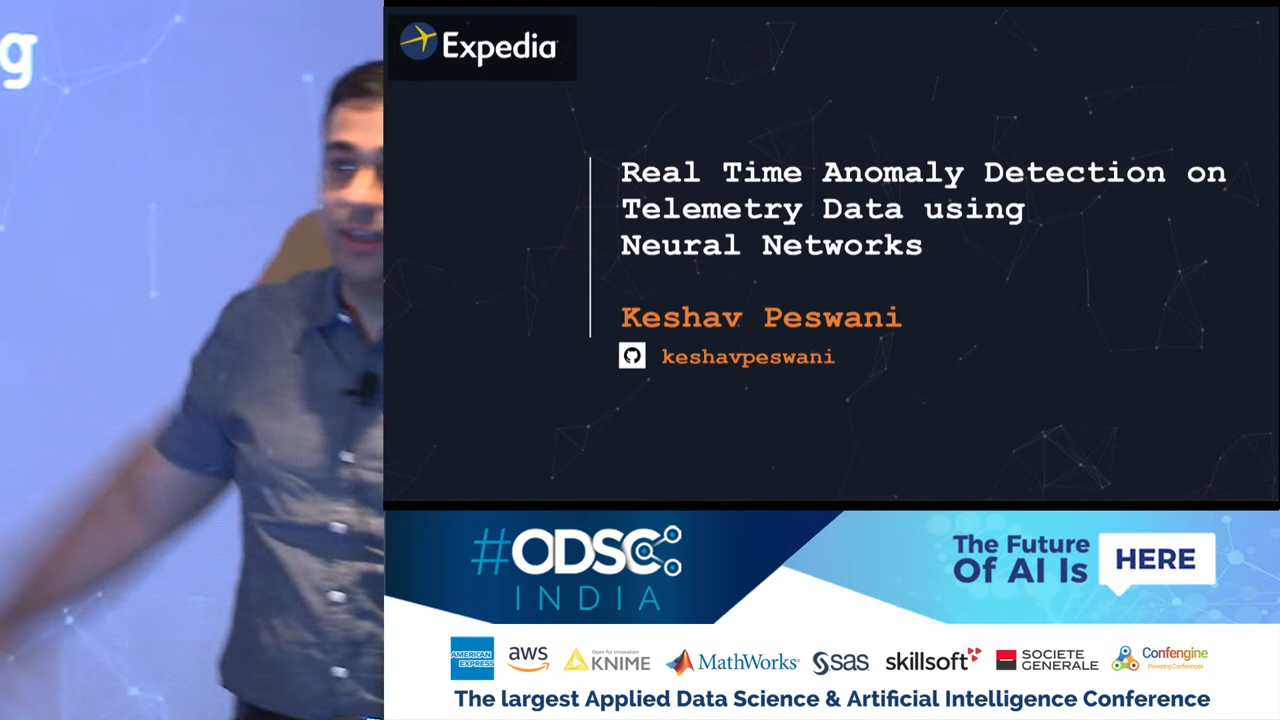 g
Expedia
Real Time Anomaly Detection on
Telemetry Data using
Neural Networks
Keshav Peswani
keshavpeswani
#ODSC
INDIA
The Future
Of AI Is
HERE
AMERICAN
EXPRESS
aws
Open for Innovation
KNIME
MathWorks
sas
skillsoft
SOCIETE
GENERALE
Confengine
Powering Conferences
The largest Applied Data Science & Artificial Intelligence Conference